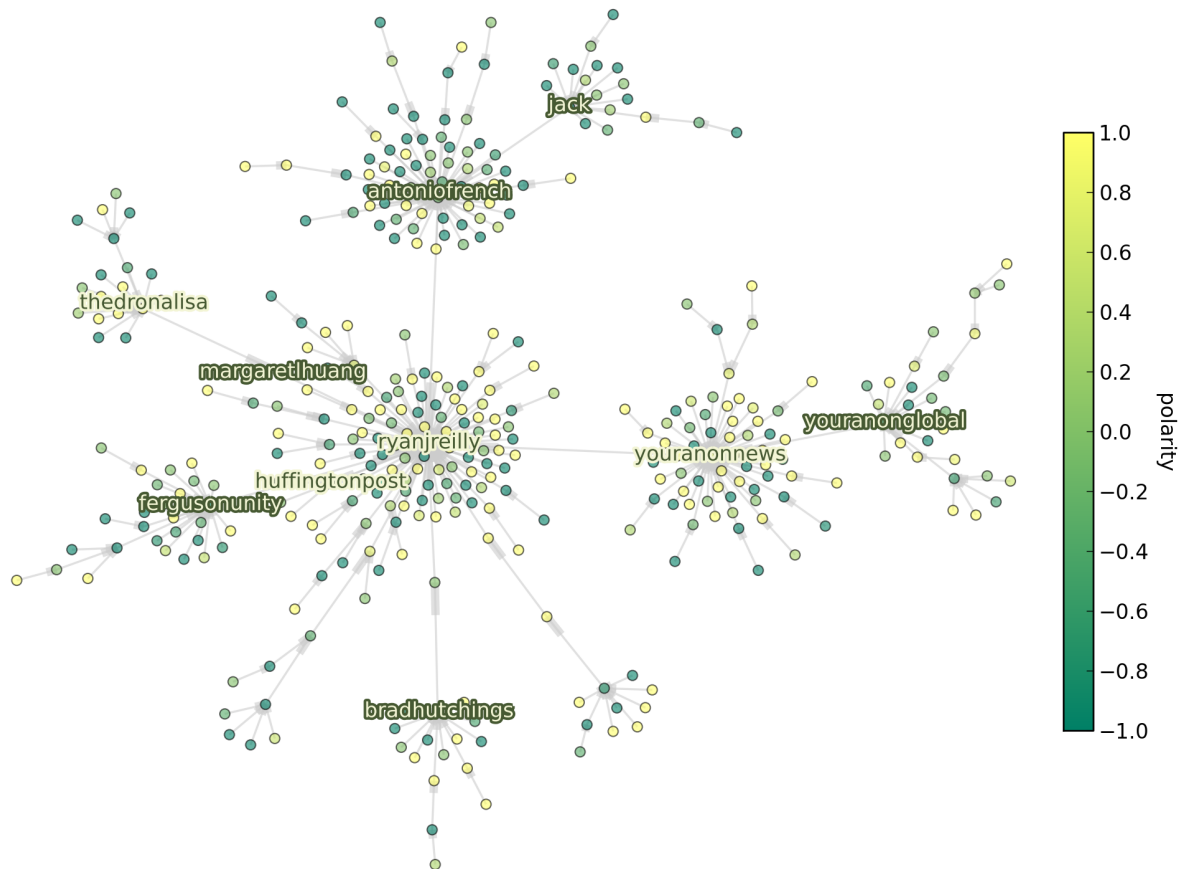 jack
antoniofrench
thedronalisa
margaretlhuang
ryanjreilly
youranonglobal
youranonnews
huffingtonpost
fergusonunity
bradhutchings
1.0
0.8
0.6
0.4
0.2
0.0
−0.2
−0.4
−0.6
−0.8
−1.0
polarity